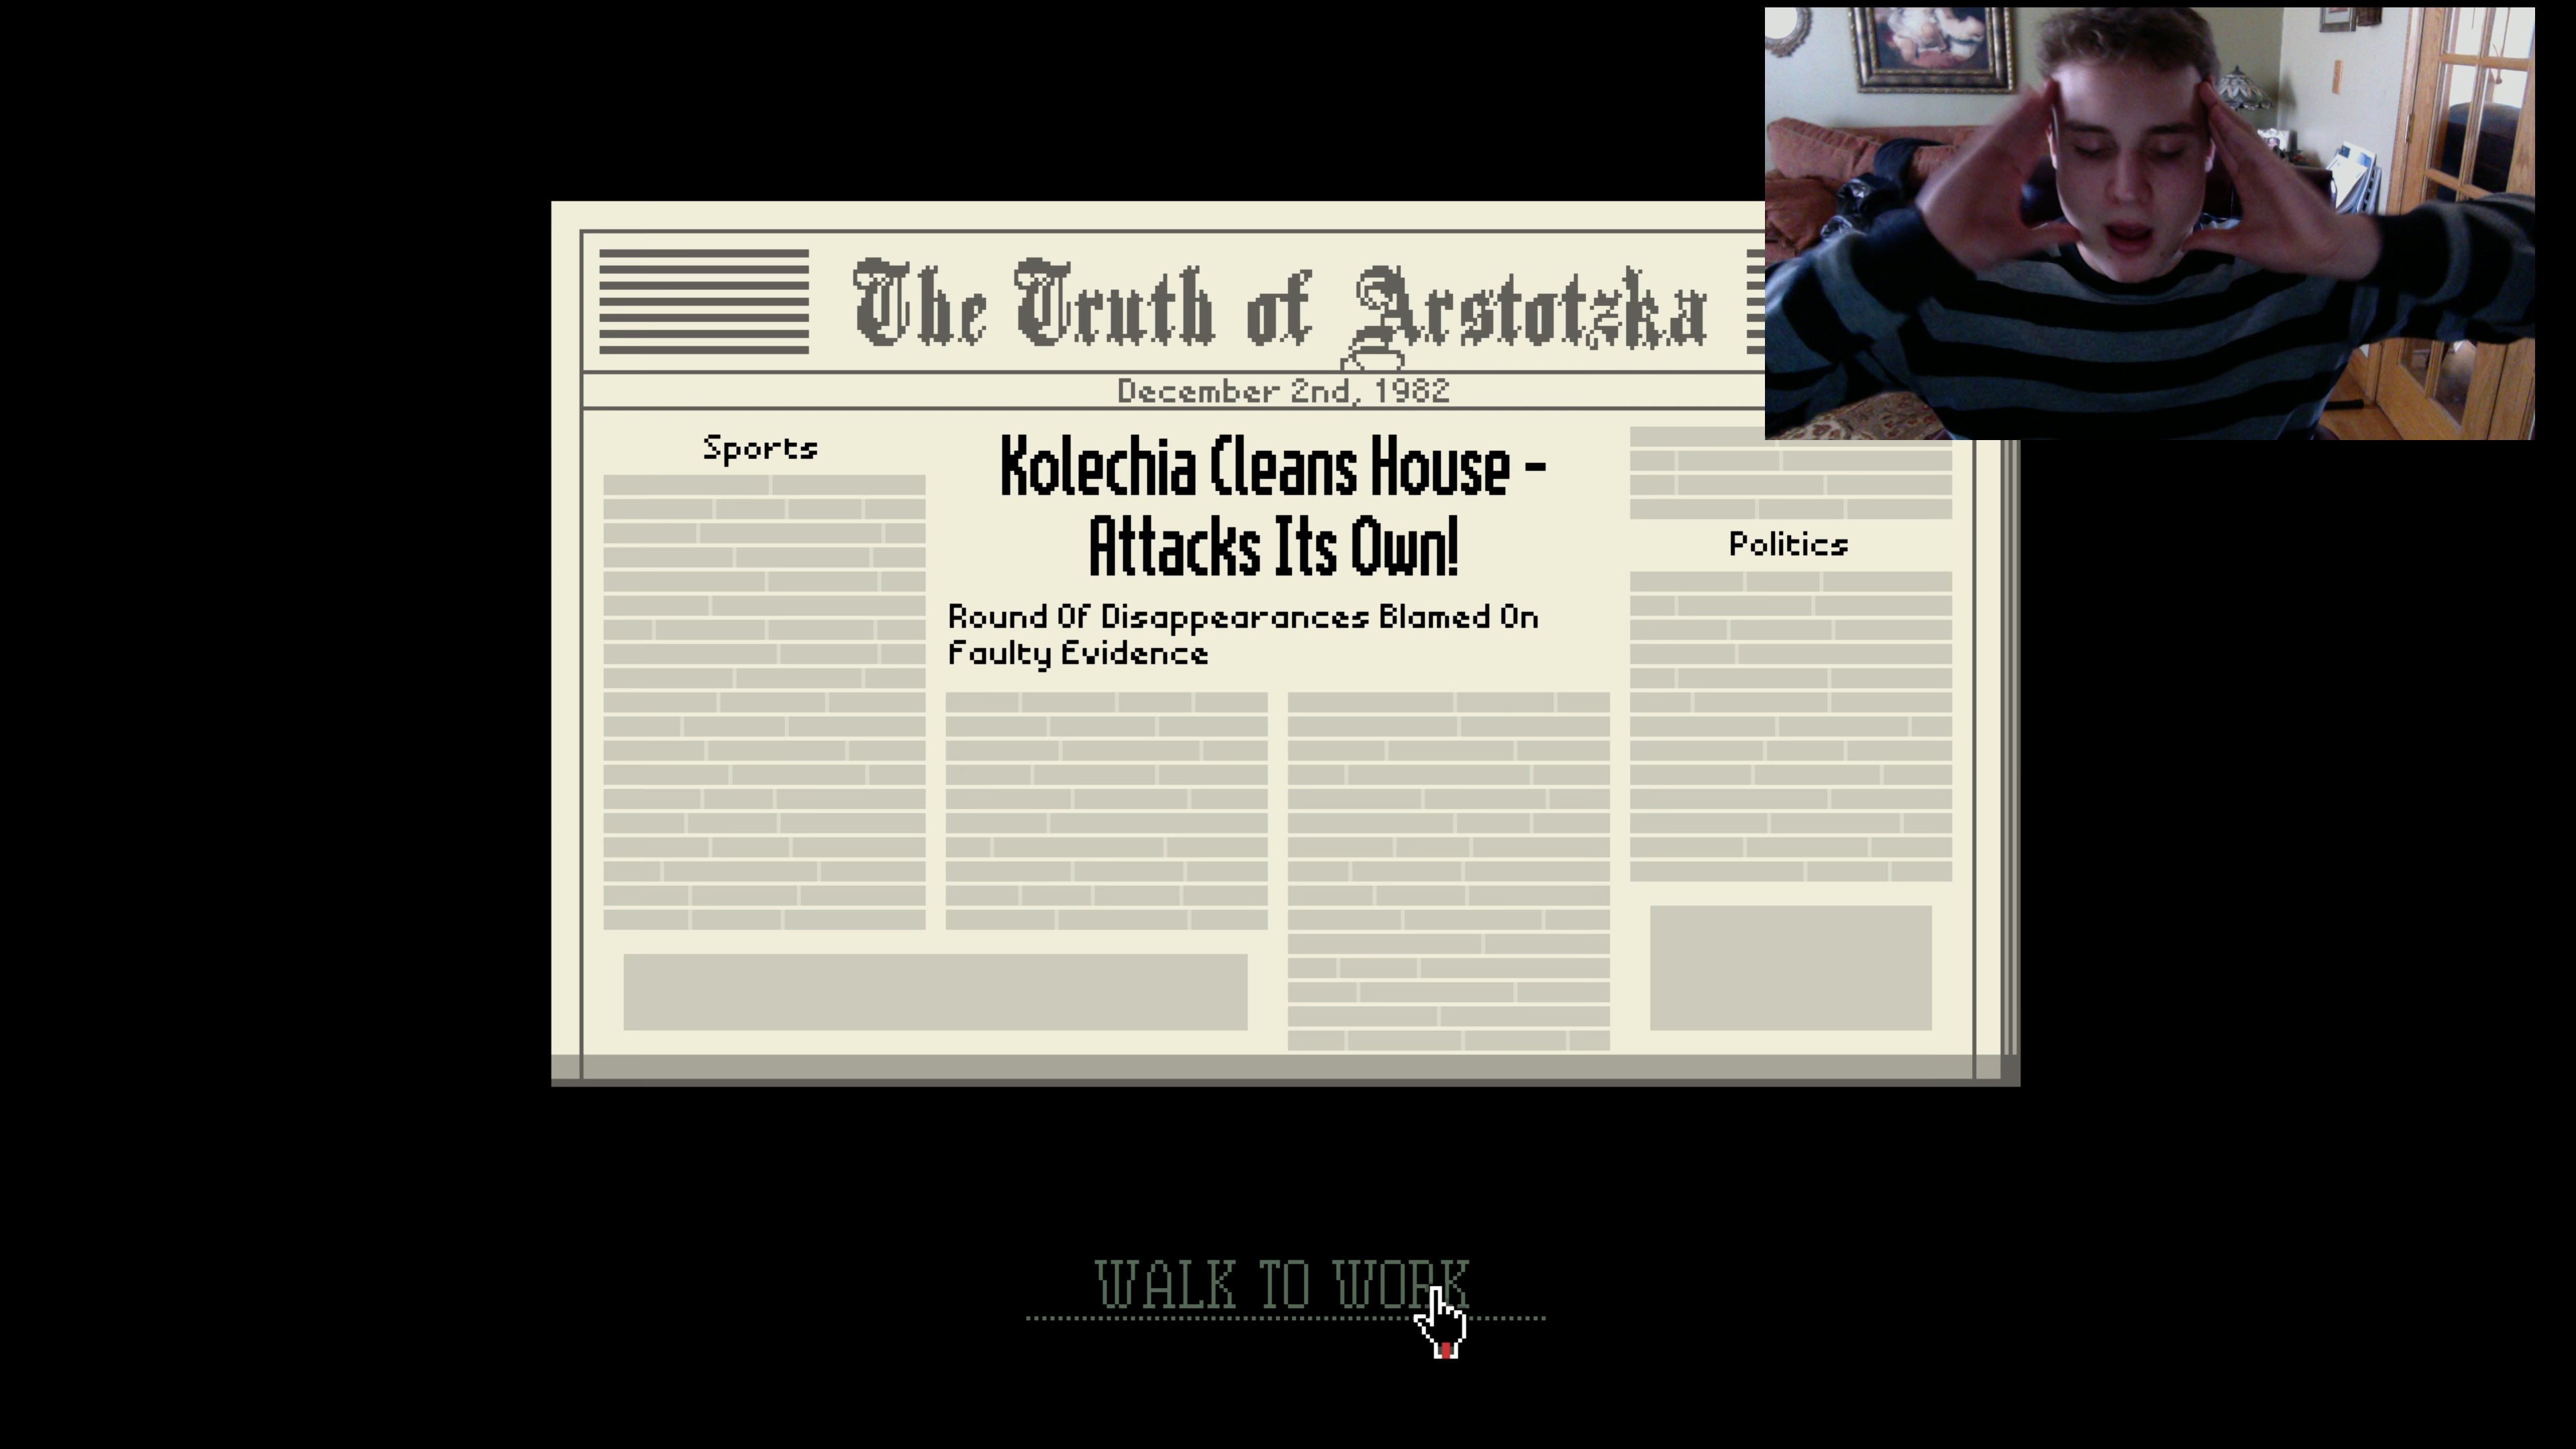 The Truth of Arstotzka
December 2nd, 1982
Sports
Kolechia Cleans House -
Attacks Its Own!
Round Of Disappearances Blamed On
Faulty Evidence
Politics
WALK TO WORK